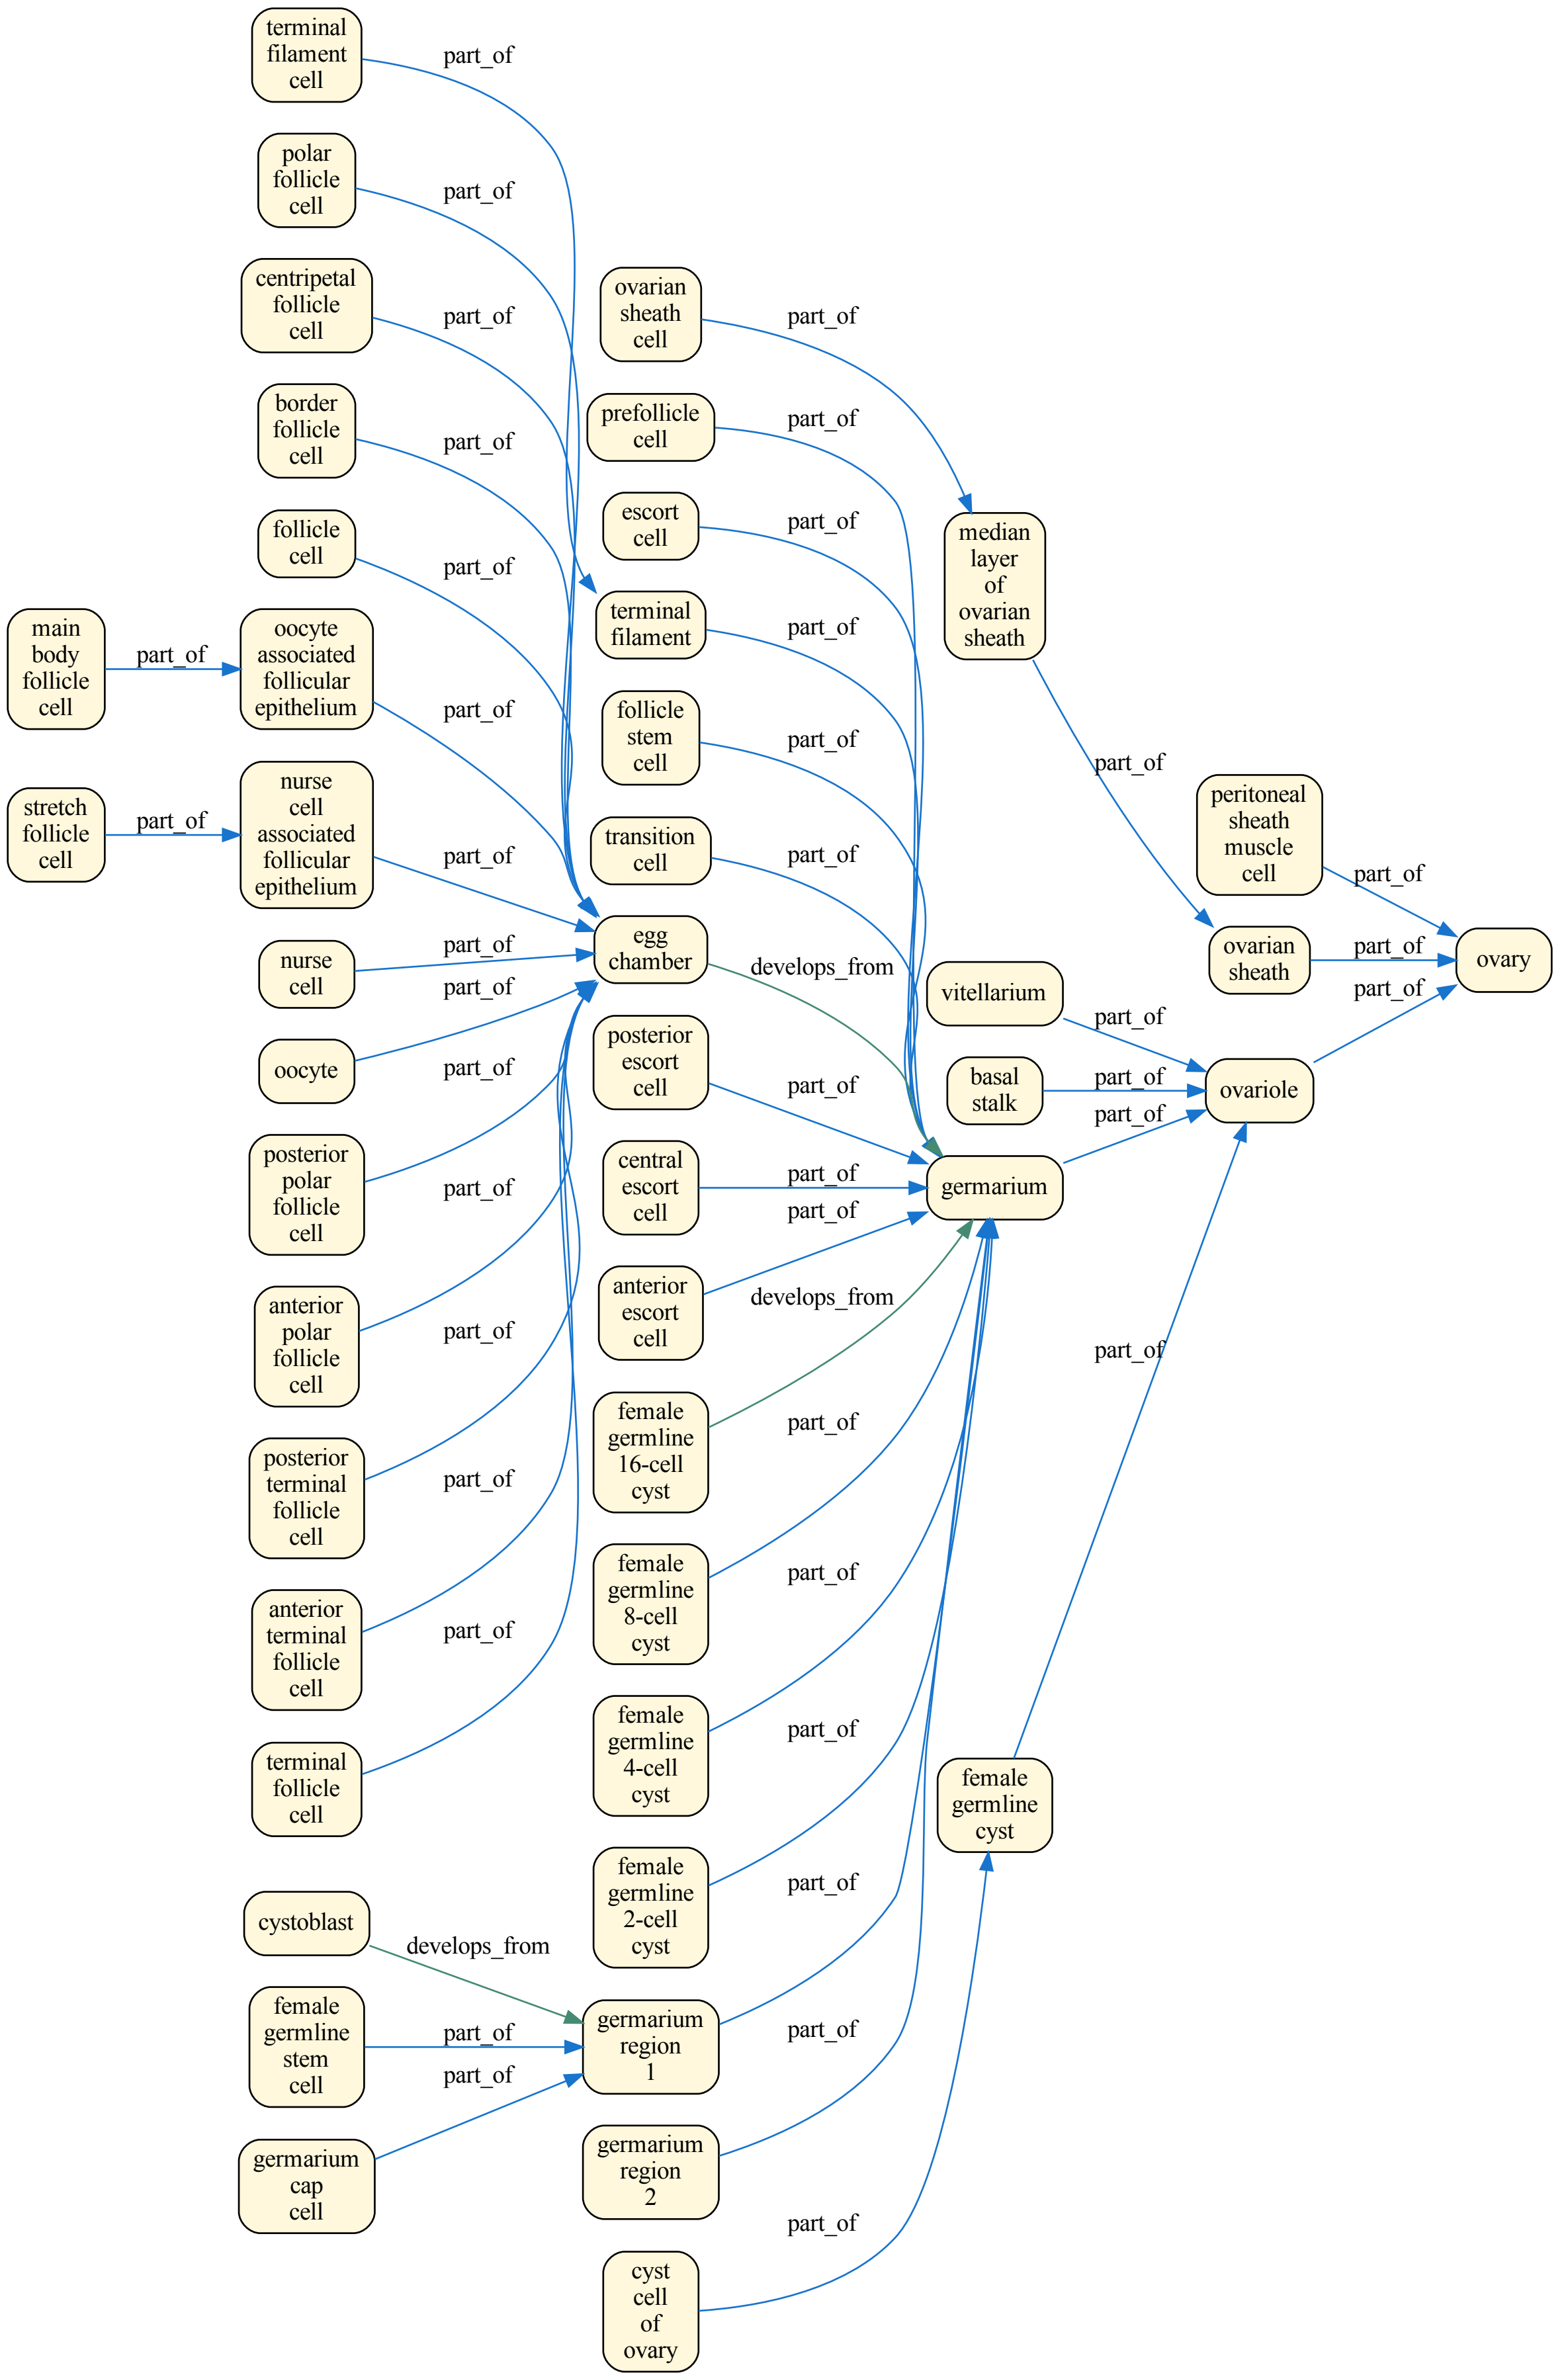 terminal
filament
cell
part_of
polar
follicle
cell
part_of
centripetal
follicle
cell
part_of
border
follicle
cell
part_of
follicle
cell
part_of
main
body
follicle
cell
part_of
oocyte
associated
follicular
epithelium
part_of
stretch
follicle
cell
part_of
nurse
cell
associated
follicular
epithelium
part_of
nurse
cell
part_of
oocyte
part_of
posterior
polar
follicle
cell
part_of
anterior
polar
follicle
cell
part_of
posterior
terminal
follicle
cell
part_of
anterior
terminal
follicle
cell
part_of
terminal
follicle
cell
part_of
cystoblast
develops_from
female
germline
stem
cell
part_of
germarium
cap
cell
part_of
ovarian
sheath
cell
part_of
prefollicle
cell
part_of
escort
cell
part_of
terminal
filament
part_of
follicle
stem
cell
part_of
transition
cell
part_of
egg
chamber
develops_from
posterior
escort
cell
part_of
central
escort
cell
part_of
anterior
escort
cell
part_of
female
germline
16-cell
cyst
develops_from
female
germline
8-cell
cyst
part_of
female
germline
4-cell
cyst
part_of
female
germline
2-cell
cyst
part_of
germarium
region
1
part_of
germarium
region
2
part_of
cyst
cell
of
ovary
part_of
median
layer
of
ovarian
sheath
part_of
vitellarium
part_of
basal
stalk
part_of
germarium
part_of
female
germline
cyst
part_of
peritoneal
sheath
muscle
cell
part_of
ovarian
sheath
part_of
ovariole
part_of
ovary